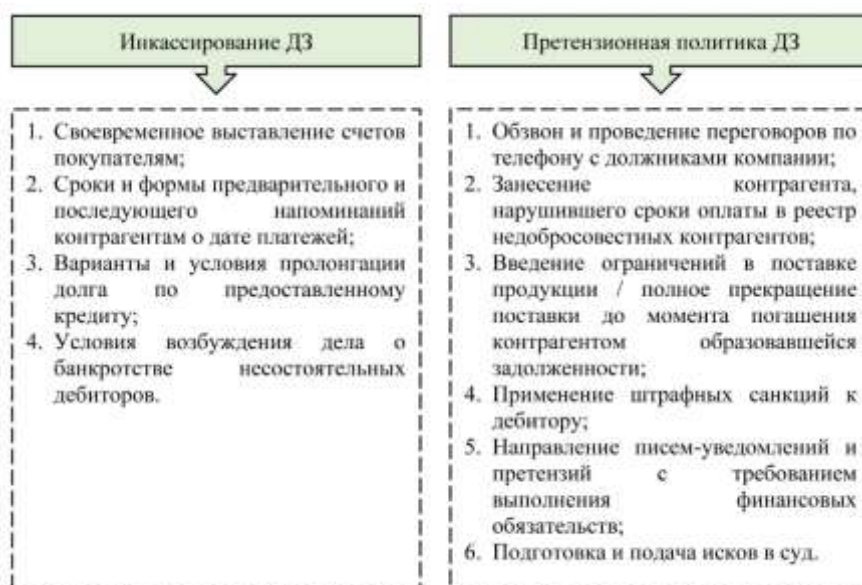 Инкассирование ДЗ
1. Своевременное выставление счетов
покупателям;
2. Сроки и формы предварительного и
последующего напоминаний
контрагентам о дате платежей;
3. Варианты и условия пролонгации
долга по предоставленному
кредиту;
4. Условия возбуждения дела о
банкротстве несостоятельных
дебиторов.
Претензионная политика ДЗ
1. Обзвон и проведение переговоров по
телефону с должниками компании;
2. Занесение контрагента,
нарушившего сроки оплаты в реестр
недобросовестных контрагентов;
3. Введение ограничений в поставке
продукции / полное прекращение
поставки до момента погашения
контрагентом образовавшейся
задолженности;
4. Применение штрафных санкций к
дебитору;
5. Направление писем-уведомлений и
претензий с требованием
выполнения финансовых
обязательств;
6. Подготовка и подача исков в суд.